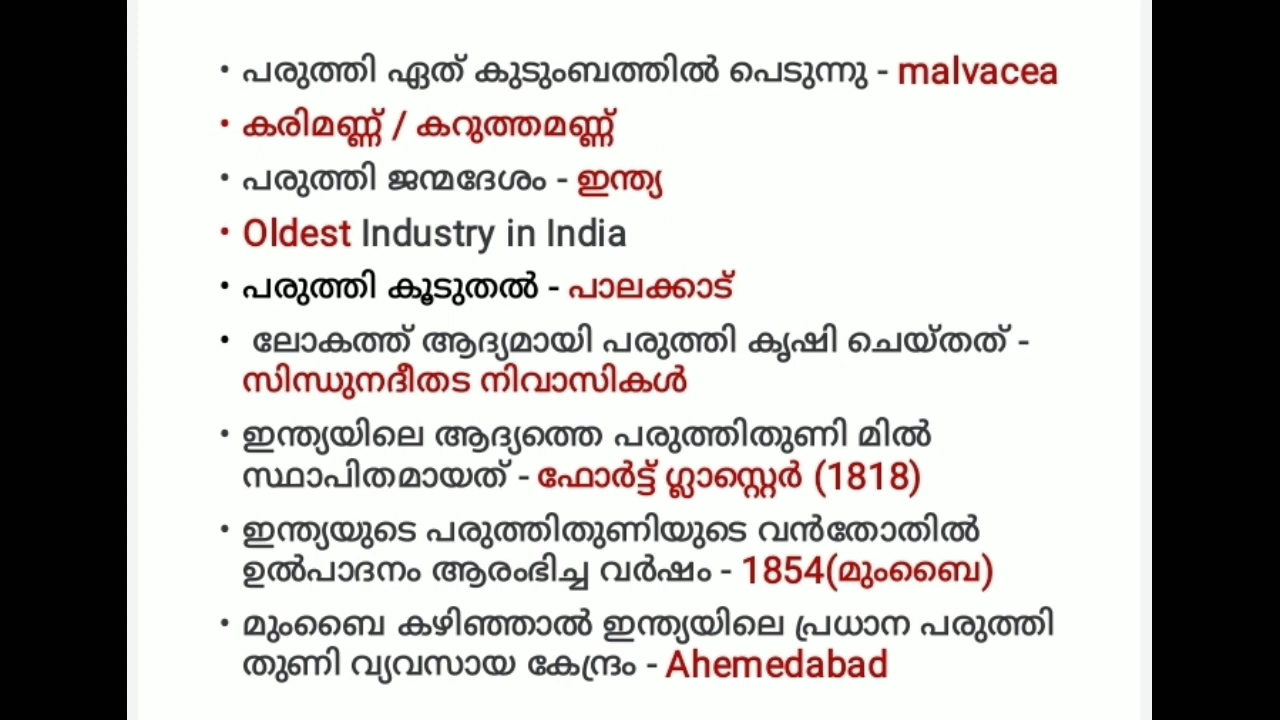 • പരുത്തി ഏത് കുടുംബത്തിൽ പെടുന്നു - malvacea
• കരിമണ്ണ് / കറുത്തമണ്ണ്
• പരുത്തി ജന്മദേശം - ഇന്ത്യ
• Oldest Industry in India
• പരുത്തി കൂടുതൽ - പാലക്കാട്
• ലോകത്ത് ആദ്യമായി പരുത്തി കൃഷി ചെയ്തത് -
സിന്ധുനദീതട നിവാസികൾ
• ഇന്ത്യയിലെ ആദ്യത്തെ പരുത്തിതുണി മിൽ
സ്ഥാപിതമായത് - ഫോർട്ട് ഗ്ലാസ്റ്റെർ (1818)
• ഇന്ത്യയുടെ പരുത്തിതുണിയുടെ വൻതോതിൽ
ഉൽപാദനം ആരംഭിച്ച വർഷം - 1854(മുംബൈ)
• മുംബൈ കഴിഞ്ഞാൽ ഇന്ത്യയിലെ പ്രധാന പരുത്തി
തുണി വ്യവസായ കേന്ദ്രം - Ahemedabad